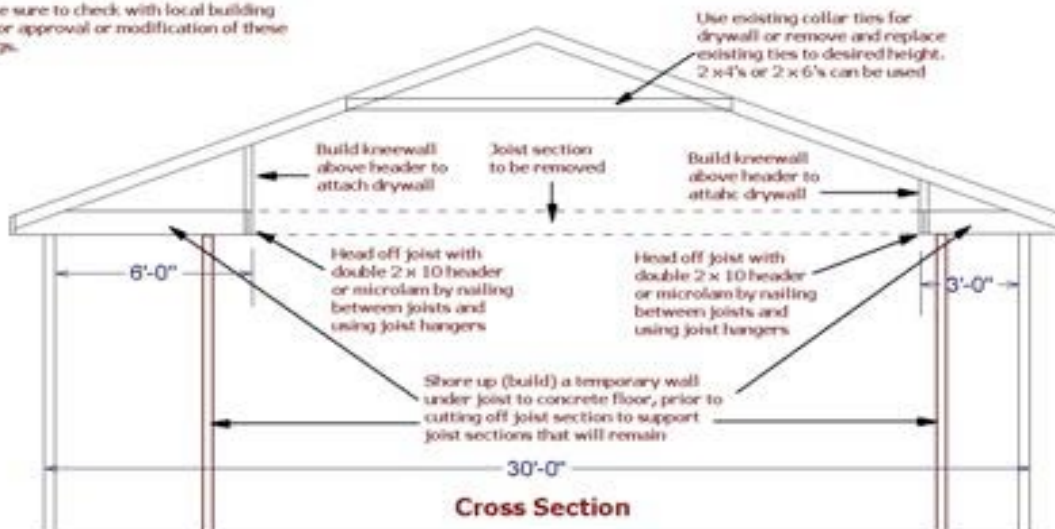 e sure to check with local building
or approval or modification of these
gs.
Use existing collar ties for
drywall or remove and replace
existing ties to desired height.
2 x4's or 2 x 6's can be used
Build kneewall
above header to
attach drywall
Joist section
to be removed
Build kneewall
above header to
attahc drywall
6'-0"
Head off joist with
double 2 x 10 header
or microlam by nailing
between joists and
using joist hangers
Head off joist with
double 2 x 10 header
or microlam by nailing
between joists and
using joist hangers
3'-0"
Shore up (build) a temporary wall
under joist to concrete floor, prior to
cutting off joist section to support
joist sections that will remain
30'-0"
Cross Section